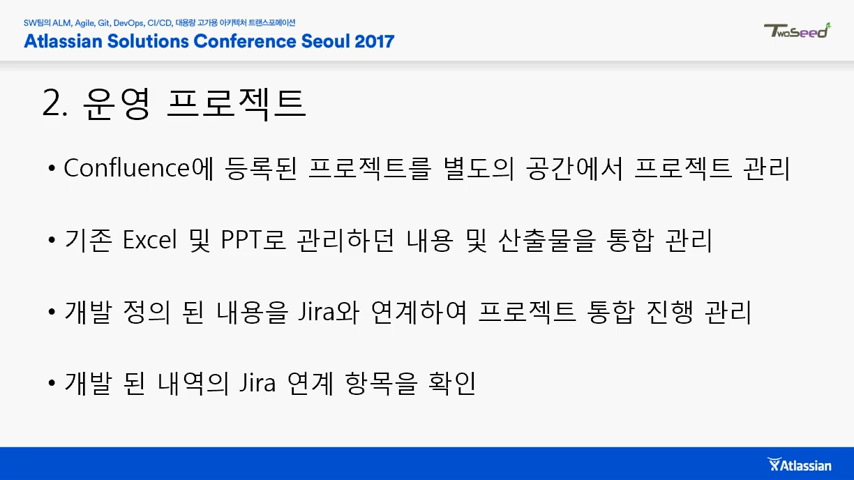 SW팀의 ALM, Agile, Git, DevOps, CI/CD, 대용량 고가용 아키텍처 트랜스포메이션
Atlassian Solutions Conference Seoul 2017
TwoSeed
2. 운영 프로젝트
• Confluence에 등록된 프로젝트를 별도의 공간에서 프로젝트 관리
• 기존 Excel 및 PPT로 관리하던 내용 및 산출물을 통합 관리
• 개발 정의 된 내용을 Jira와 연계하여 프로젝트 통합 진행 관리
• 개발 된 내역의 Jira 연계 항목을 확인
Atlassian